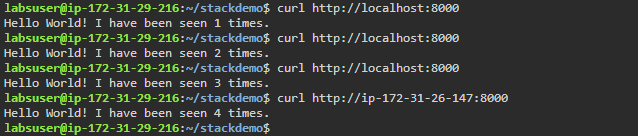 labsuser@ip-172-31-29-216:~/stackdemo$ curl http://localhost:8000
Hello World! I have been seen 1 times.
labsuser@ip-172-31-29-216:~/stackdemo$ curl http://localhost:8000
Hello World! I have been seen 2 times.
labsuser@ip-172-31-29-216:~/stackdemo$ curl http://localhost:8000
Hello World! I have been seen 3 times.
labsuser@ip-172-31-29-216:~/stackdemo$ curl http://ip-172-31-26-147:8000
Hello World! I have been seen 4 times.
labsuser@ip-172-31-29-216:~/stackdemo$